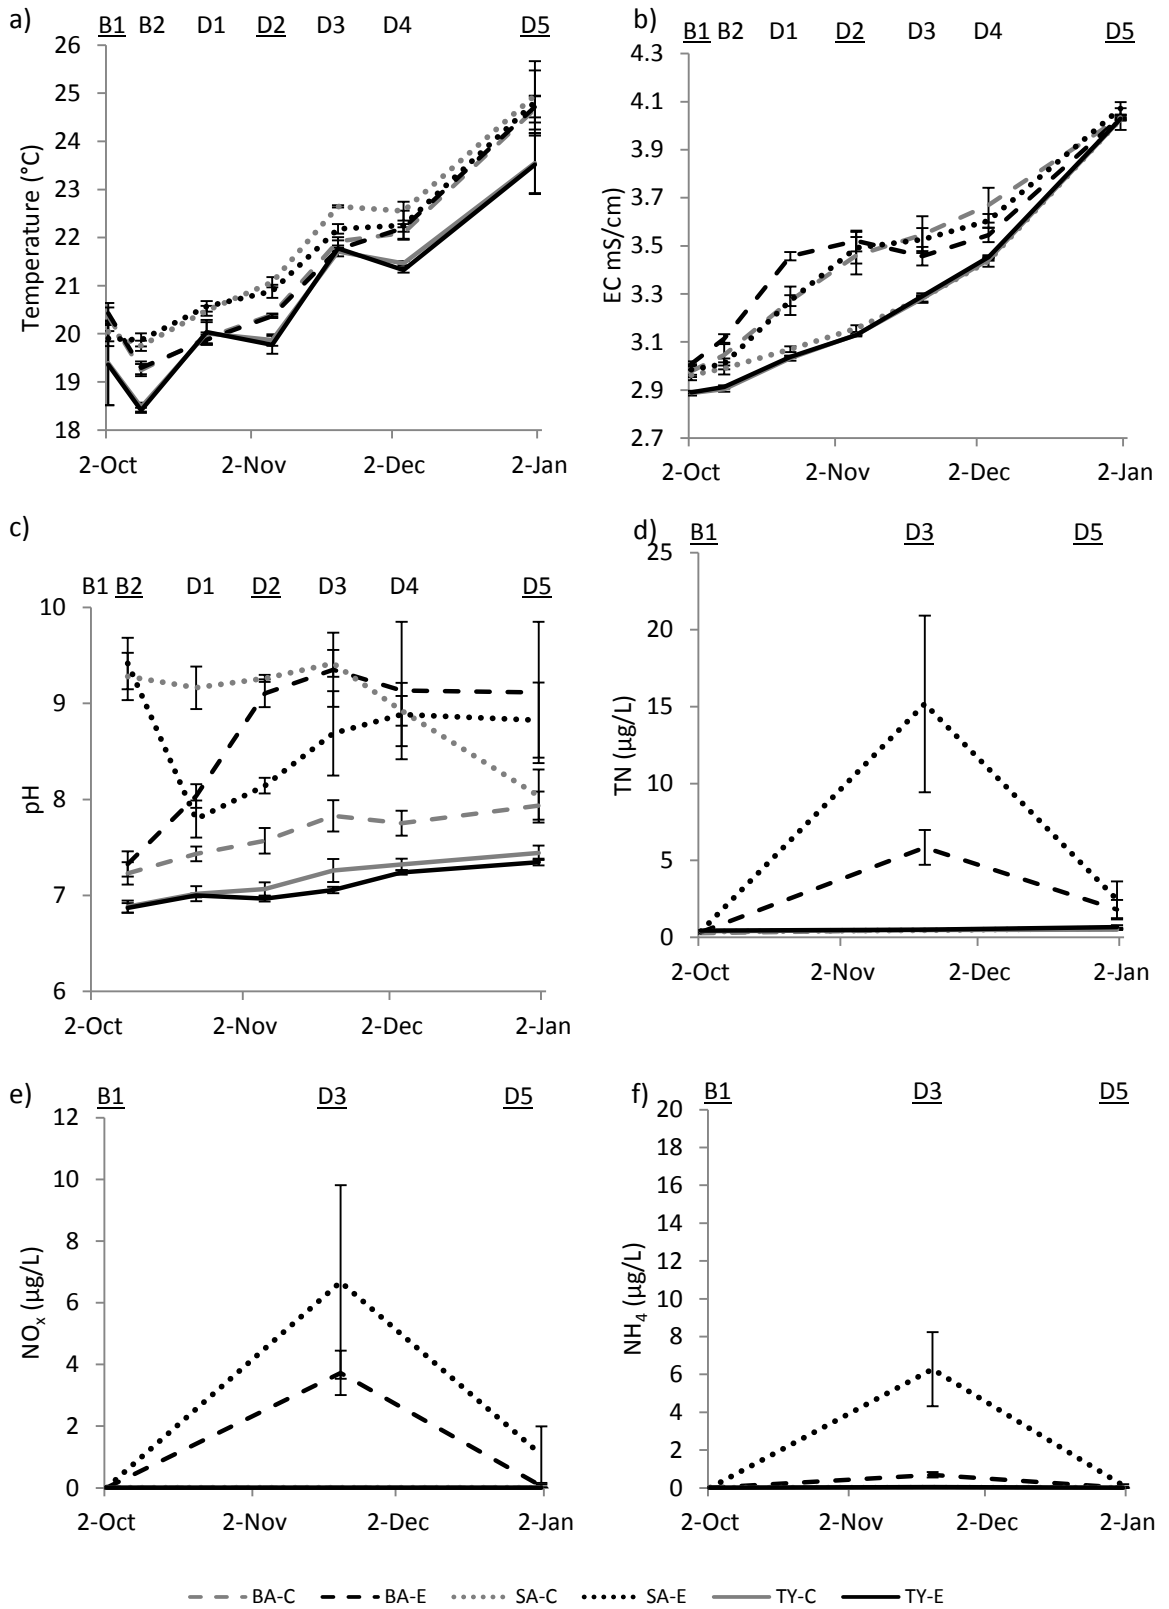 a)
B1 B2 D1 D2 D3 D4 D5
26
25
24
23
22
21
20
19
18
Temperature (°C)
2-Oct 2-Nov 2-Dec 2-Jan
b)
B1 B2 D1 D2 D3 D4 D5
4.3
4.1
3.9
3.7
3.5
3.3
3.1
2.9
2.7
EC mS/cm)
2-Oct 2-Nov 2-Dec 2-Jan
c)
B1 B2 D1 D2 D3 D4 D5
10
9
8
7
6
pH
2-Oct 2-Nov 2-Dec 2-Jan
d)
B1 D3 D5
25
20
15
10
5
0
TN (µg/L)
2-Oct 2-Nov 2-Dec 2-Jan
e)
B1 D3 D5
12
10
8
6
4
2
0
NOx (µg/L)
2-Oct 2-Nov 2-Dec 2-Jan
f)
B1 D3 D5
20
18
16
14
12
10
8
6
4
2
0
NH4 (µg/L)
2-Oct 2-Nov 2-Dec 2-Jan
BA-C BA-E SA-C SA-E TY-C TY-E